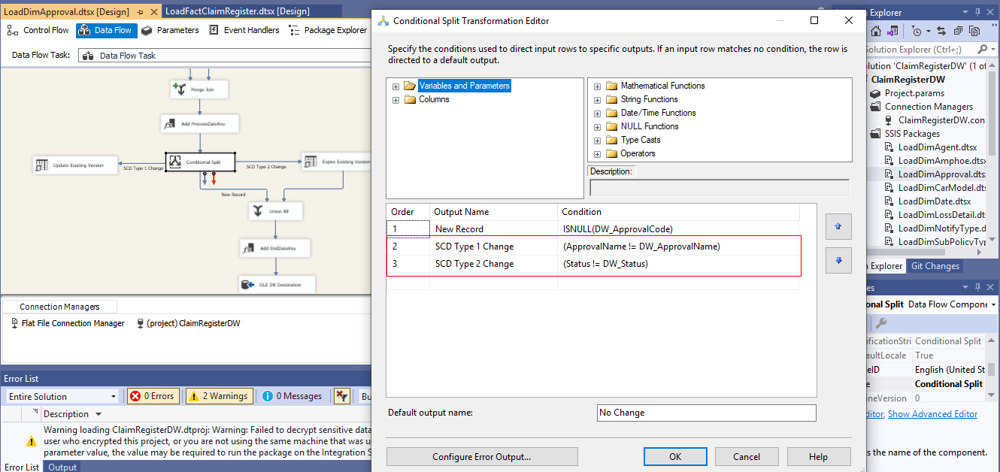 LoadDimApproval.dtsx [Design]
LoadFactClaimRegister.dtsx [Design]
Control Flow
Data Flow
Parameters
Event Handlers
Package Explorer
Data Flow Task:
Data Flow Task
Merge Join
Add ProcessDateKey
Update Existing Version
SCD Type 1 Change
Conditional Split
SCD Type 2 Change
Expire Existing Version
New Record
Union All
Add EndDateKey
OLE DB Destination
Connection Managers
Flat File Connection Manager
(project) ClaimRegisterDW
Error List
Entire Solution
0 Errors
2 Warnings
0 Messages
Bu
Description
Warning loading ClaimRegisterDW.dtproj: Warning: Failed to decrypt sensitive data
user who encrypted this project, or you are not using the same machine that was u
parameter value, the value may be required to run the package on the Integration S
Error List
Output
Conditional Split Transformation Editor
Specify the conditions used to direct input rows to specific outputs. If an input row matches no condition, the row is
directed to a default output.
Variables and Parameters
Columns
Mathematical Functions
String Functions
Date/Time Functions
NULL Functions
Type Casts
Operators
Description:
Order Output Name Condition
1 New Record ISNULL(DW_ApprovalCode)
2 SCD Type 1 Change (ApprovalName != DW_ApprovalName)
3 SCD Type 2 Change (Status != DW_Status)
Default output name:
No Change
Configure Error Output...
OK
Cancel
Help
Explorer
olution Explorer (Ctrl+;)
lution 'ClaimRegisterDW' (1 of
ClaimRegisterDW
Project.params
Connection Managers
ClaimRegisterDW.con
SSIS Packages
LoadDimAgent.dtsx
LoadDimAmphoe.dtsx
LoadDimApproval.dts
LoadDimCarModel.dt
LoadDimDate.dtsx
LoadDimLossDetail.dt
LoadDimNotifyType.d
LoadDimSubPolicyTyp
n Explorer
Git Changes
es
onal Split Data Flow Compone
ificationStri Conditional Split
aultLocale True
eID English (United St
e Conditional Split
ineVersion 0
ditor, Show Advanced Editor
es the name of the component.